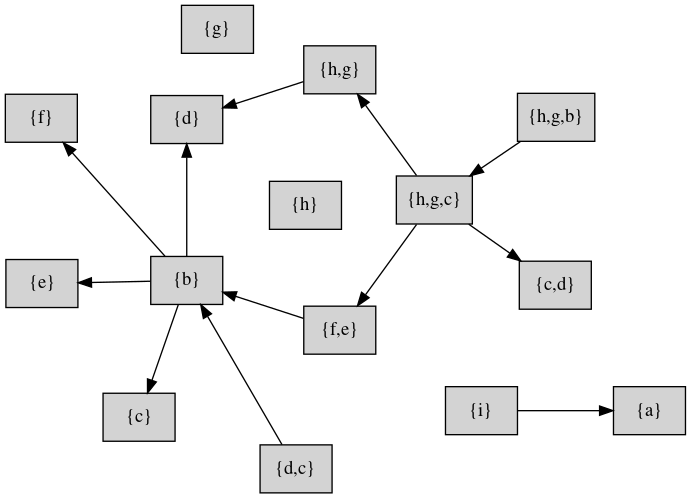 {g}
{h,g}
{f}
{d}
{h,g,b}
{h}
{h,g,c}
{e}
{b}
{c,d}
{f,e}
{c}
{i}
{a}
{d,c}